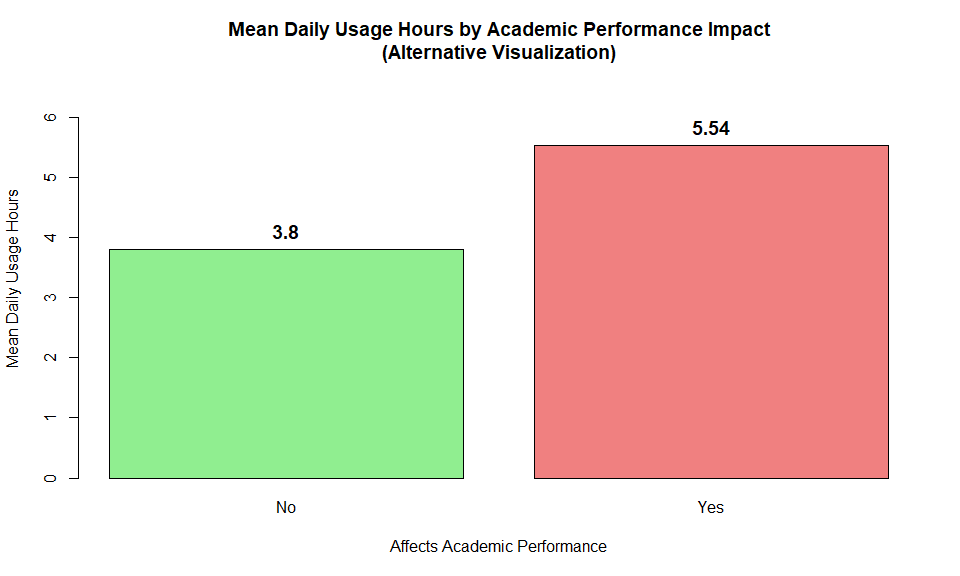 Mean Daily Usage Hours by Academic Performance Impact
(Alternative Visualization)
Mean Daily Usage Hours
6
5
4
3
2
1
0
3.8
5.54
No
Yes
Affects Academic Performance